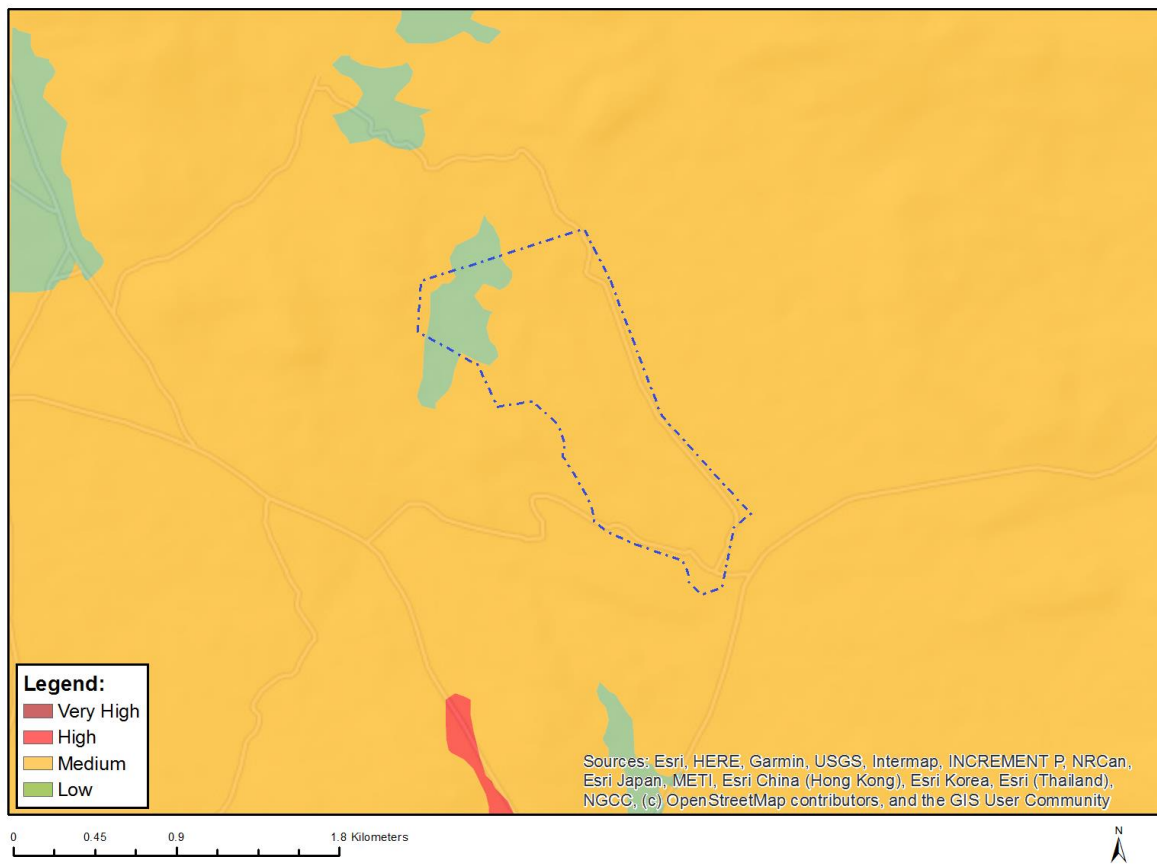 Legend:
Very High
High
Medium
Low
Sources: Esri, HERE, Garmin, USGS, Intermap, INCREMENT P, NRCan,
Esri Japan, METI, Esri China (Hong Kong), Esri Korea, Esri (Thailand),
NGCC, (c) OpenStreetMap contributors, and the GIS User Community
0 0.45 0.9 1.8 Kilometers
N